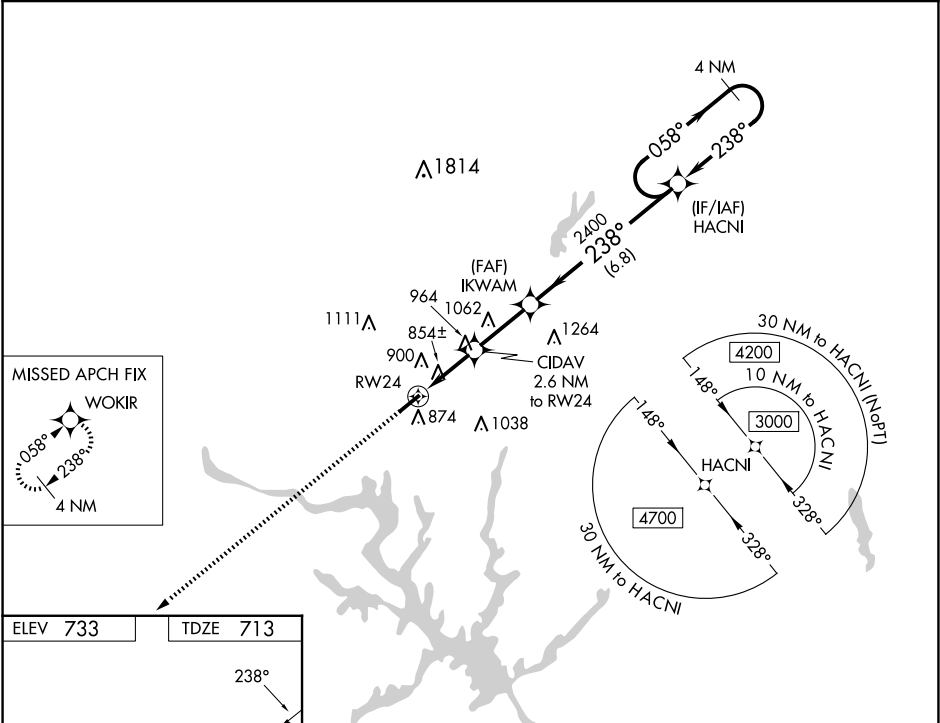 4 NM
058°
238°
1814
(IF/IAF)
HACNI
2400
238°
(6.8)
(FAF)
IKWAM
964
1062
1111
854±
1264
900
CIDAV
2.6 NM
to RW24
RW24
874
1038
MISSED APCH FIX
WOKIR
058°
238°
4 NM
30 NM to HACNI (NoPT)
4200
148°
10 NM to HACNI
3000
148°
HACNI
328°
4700
328°
30 NM to HACNI
ELEV 733
TDZE 713
238°